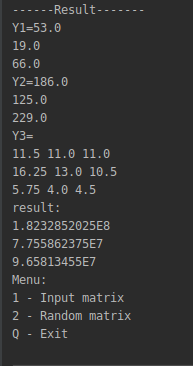 ------Result-------
Y1=53.0
19.0
66.0
Y2=186.0
125.0
229.0
Y3=
11.5 11.0 11.0
16.25 13.0 10.5
5.75 4.0 4.5
result:
1.8232852025E8
7.755862375E7
9.65813455E7
Menu:
1 - Input matrix
2 - Random matrix
Q - Exit